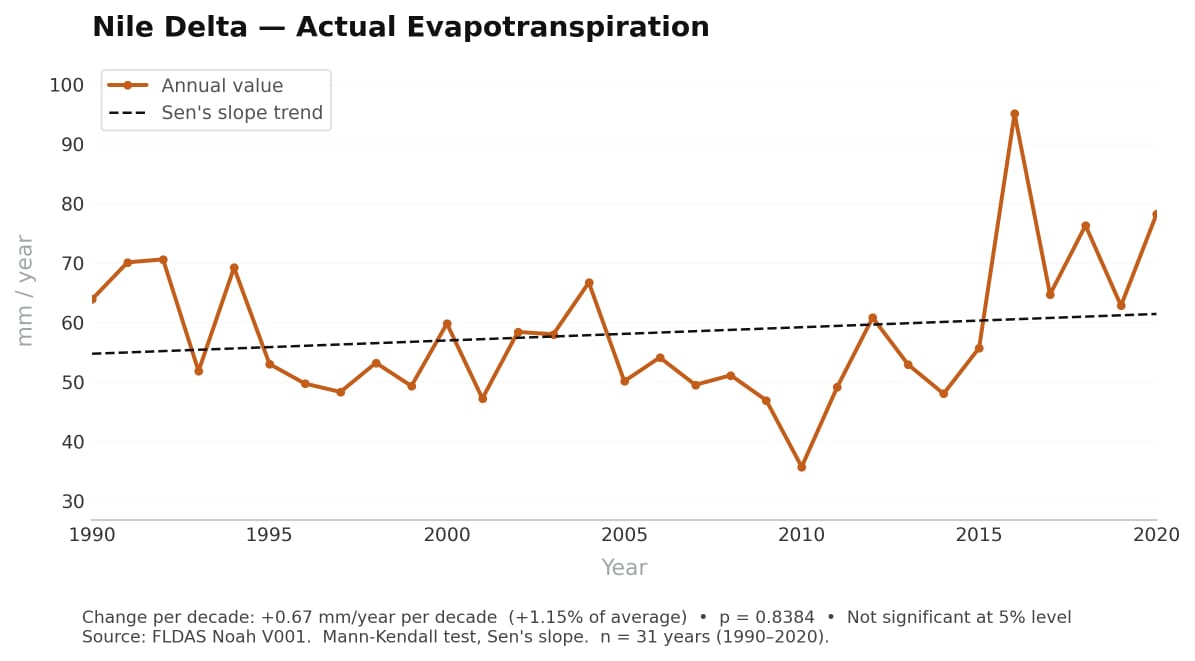 Nile Delta — Actual Evapotranspiration
Annual value
Sen's slope trend
100
90
80
70
60
50
40
30
mm / year
1990 1995 2000 2005 2010 2015 2020
Year
Change per decade: +0.67 mm/year per decade (+1.15% of average) • p = 0.8384 • Not significant at 5% level
Source: FLDAS Noah V001. Mann-Kendall test, Sen's slope. n = 31 years (1990–2020).